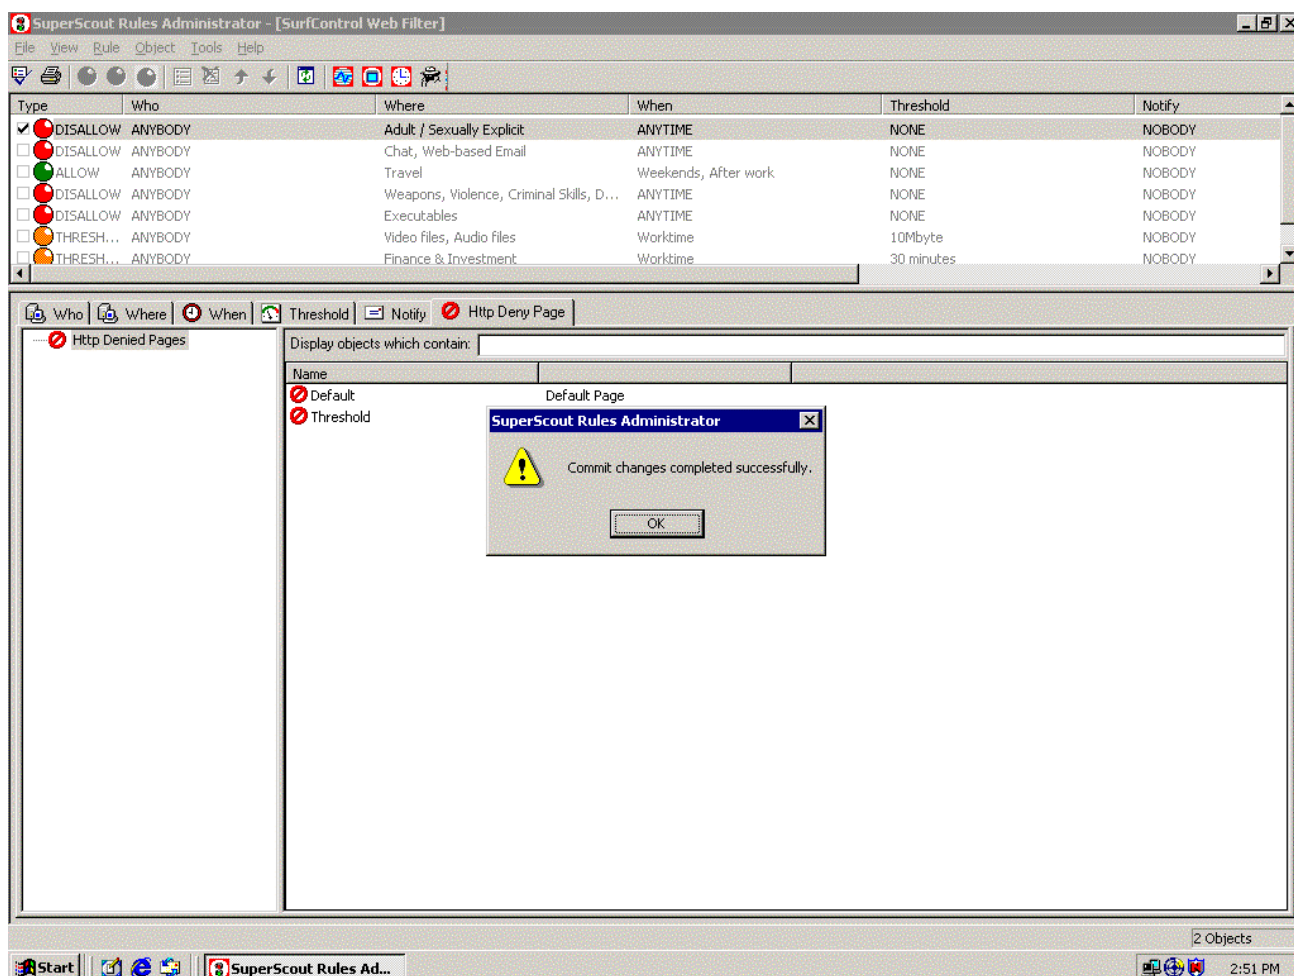 SuperScout Rules Administrator - [SurfControl Web Filter]
File View Rule Object Tools Help
Type Who Where When Threshold Notify
DISALLOW ANYBODY Adult / Sexually Explicit ANYTIME NONE NOBODY
DISALLOW ANYBODY Chat, Web-based Email ANYTIME NONE NOBODY
ALLOW ANYBODY Travel Weekends, After work NONE NOBODY
DISALLOW ANYBODY Weapons, Violence, Criminal Skills, D... ANYTIME NONE NOBODY
DISALLOW ANYBODY Executables ANYTIME NONE NOBODY
THRESH... ANYBODY Video files, Audio files Worktime 10Mbyte NOBODY
THRESH... ANYBODY Finance & Investment Worktime 30 minutes NOBODY
Who Where When Threshold Notify Http Deny Page
Http Denied Pages
Display objects which contain:
Name
Default Default Page
Threshold
SuperScout Rules Administrator
Commit changes completed successfully.
OK
2 Objects
Start SuperScout Rules Ad... 2:51 PM